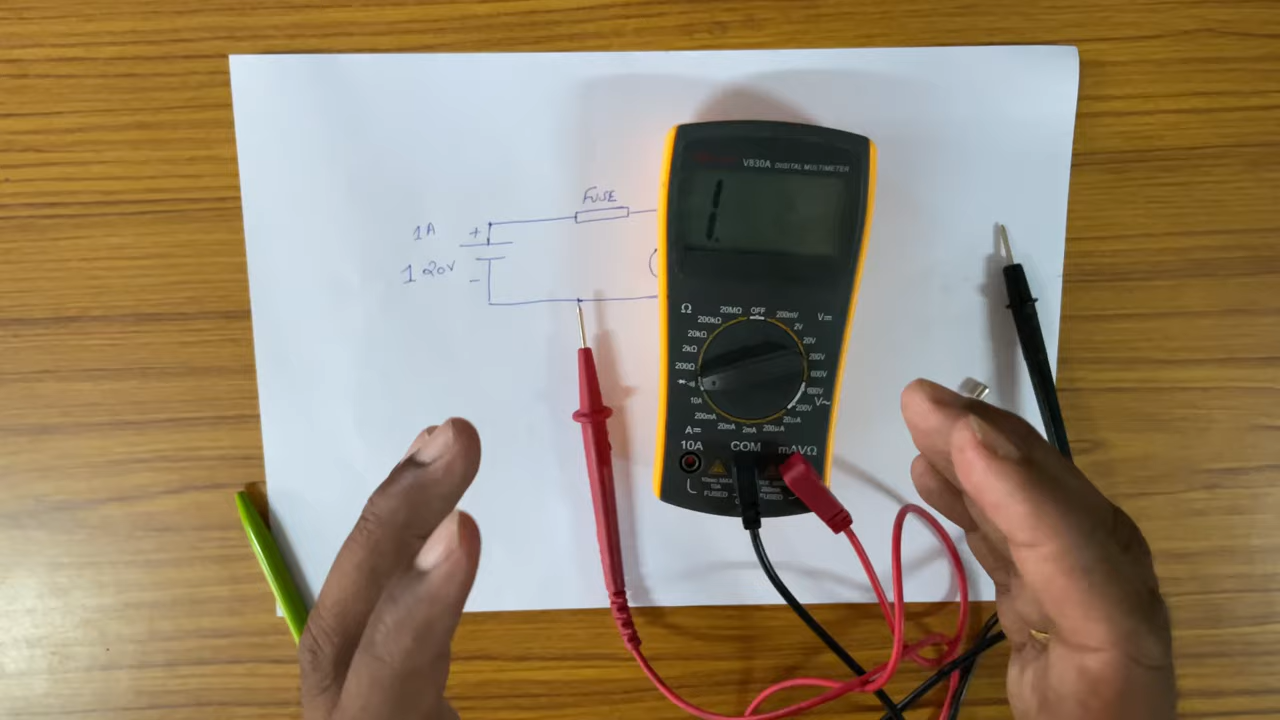 FUSE
1A
+
120V
-
V830A DIGITAL MULTIMETER
1.
Ω
20MΩ
OFF
200mV
V
200kΩ
2V
20kΩ
20V
2kΩ
200V
200Ω
600V
600V
10A
200V
V~
200mA
20mA
2mA
200µA
20µA
A
10A
COM
mAVΩ
10A
FUSED
FUSED